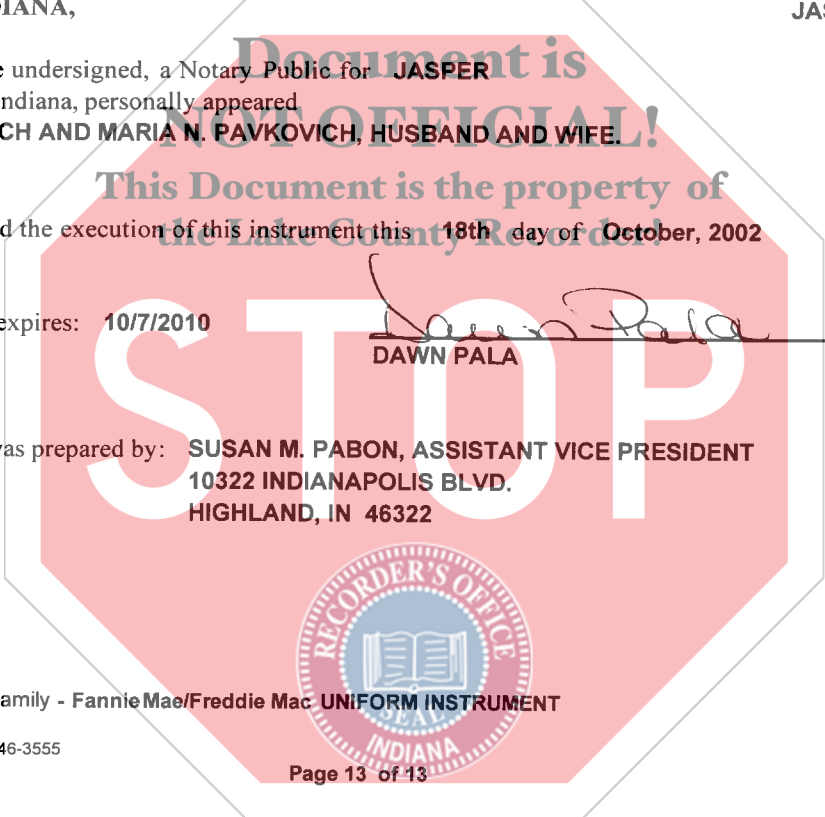 DIANA,
JAS
e undersigned, a Notary Public for JASPER
ndiana, personally appeared
CH AND MARIA N. PAVKOVICH, HUSBAND AND WIFE.
Document is
NOT OFFICIAL!
This Document is the property of
the Lake County Recorder!
d the execution of this instrument this 18th day of October, 2002
STOP
expires: 10/7/2010
Dawn Pala
DAWN PALA
was prepared by: SUSAN M. PABON, ASSISTANT VICE PRESIDENT
10322 INDIANAPOLIS BLVD.
HIGHLAND, IN 46322
RECORDER'S OFFICE
SEAL
INDIANA
amily - Fannie Mae/Freddie Mac UNIFORM INSTRUMENT
46-3555
Page 13 of 13